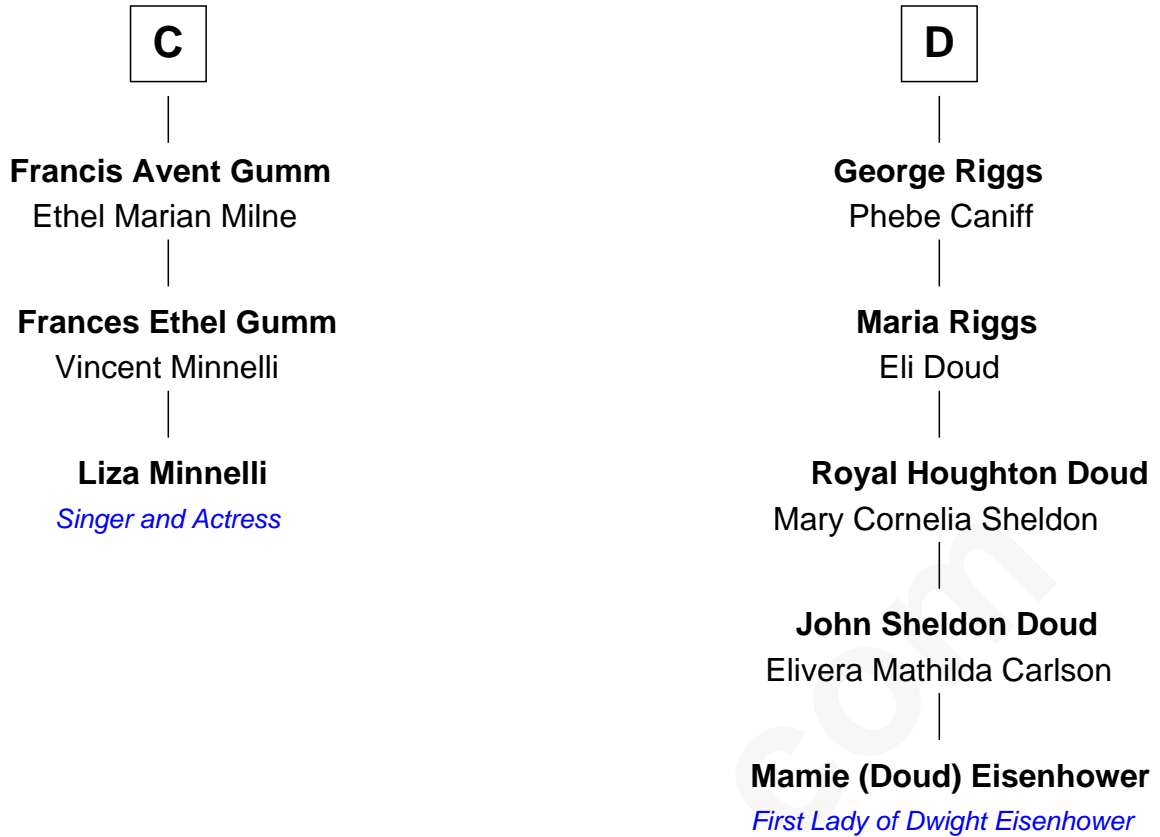 C
Francis Avent Gumm
Ethel Marian Milne
Frances Ethel Gumm
Vincent Minnelli
Liza Minnelli
Singer and Actress
D
George Riggs
Phebe Caniff
Maria Riggs
Eli Doud
Royal Houghton Doud
Mary Cornelia Sheldon
John Sheldon Doud
Elivera Mathilda Carlson
Mamie (Doud) Eisenhower
First Lady of Dwight Eisenhower
com